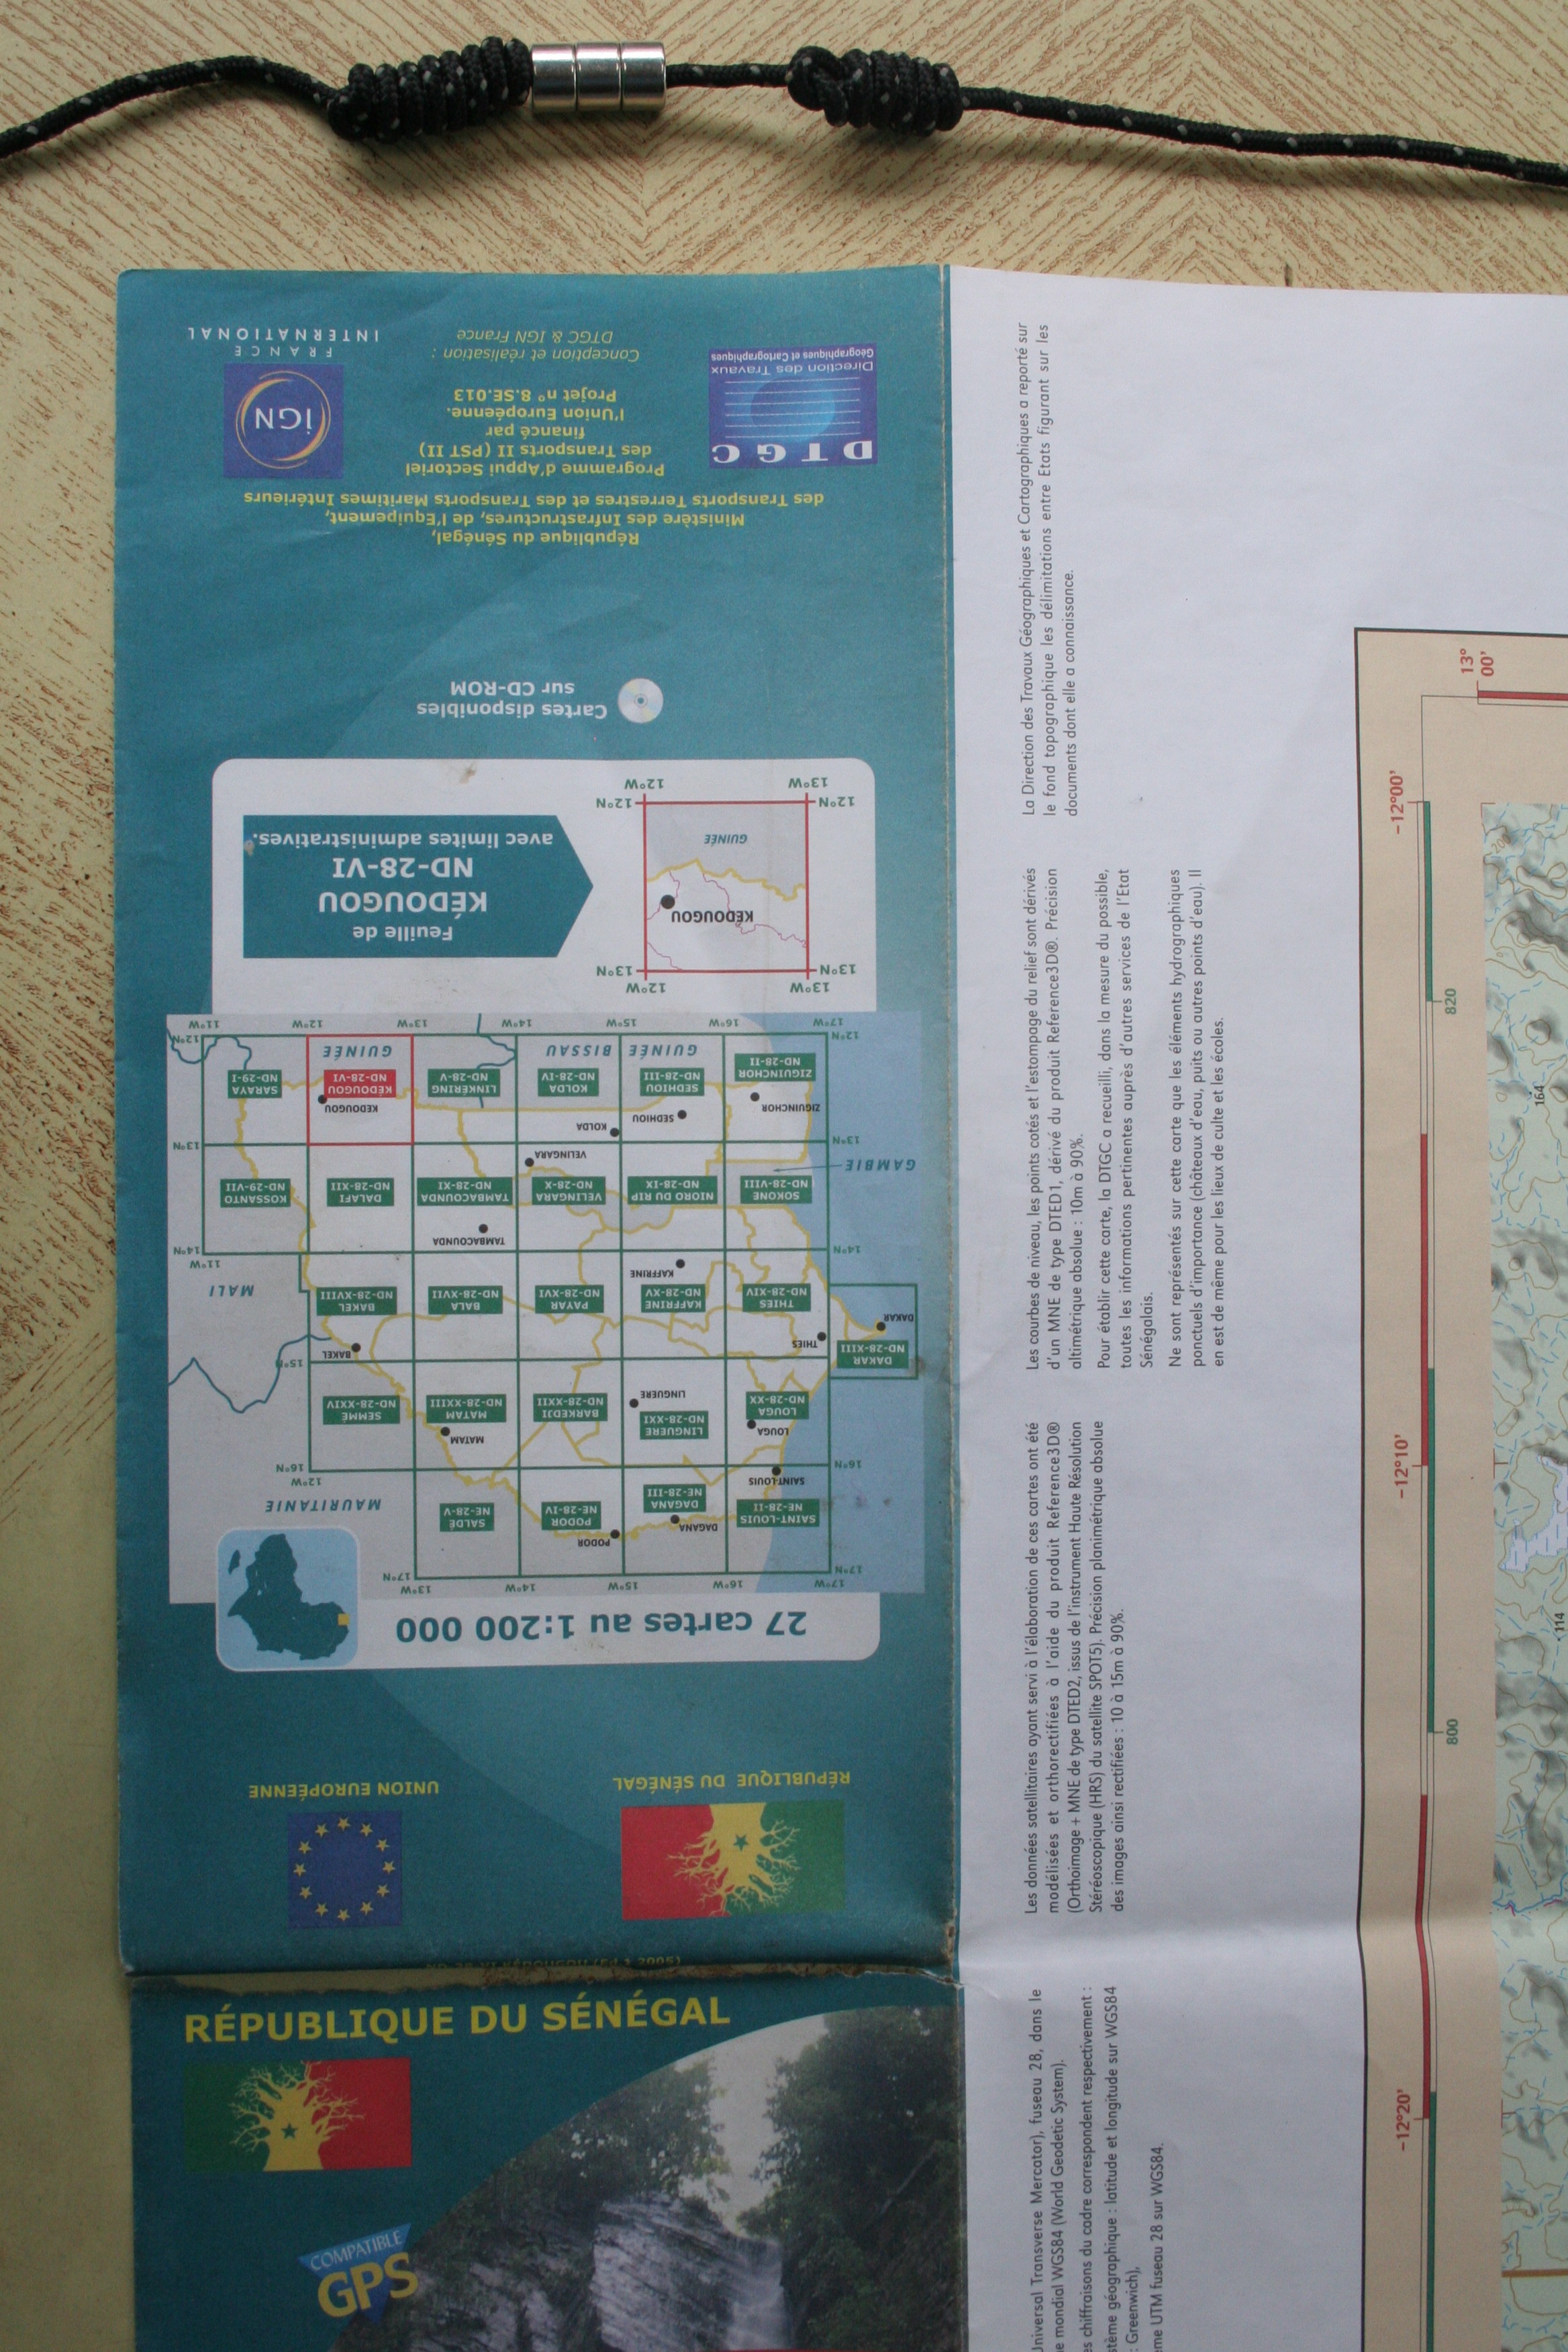 RÉPUBLIQUE DU SÉNÉGAL
UNION EUROPÉENNE
27 cartes au 1:200 000
17°W
16°W
15°W
14°W
13°W
17°N
17°N
SAINT-LOUIS
NE-28-II
DAGANA
NE-28-III
PODOR
NE-28-IV
SALDÉ
NE-28-V
PODOR
DAGANA
SAINT-LOUIS
MAURITANIE
12°W
16°N
16°N
LOUGA
LOUGA
ND-28-XX
LINGUERE
ND-28-XXI
LINGUERE
BARKEDJI
ND-28-XXII
MATAM
MATAM
ND-28-XXIII
SEMMÉ
ND-28-XXIV
DAKAR
ND-28-XIII
DAKAR
15°N
THIES
BAKEL
THIES
ND-28-XIV
KAFFRINE
ND-28-XV
PAYAR
ND-28-XVI
BALA
ND-28-XVII
BAKEL
ND-28-XVIII
MALI
KAFFRINE
11°W
14°N
14°N
TAMBACOUNDA
SOKONE
ND-28-VIII
NIORO DU RIP
ND-28-IX
VELINGARA
ND-28-X
TAMBACOUNDA
ND-28-XI
DALAFI
ND-28-XII
KOSSANTO
ND-29-VII
GAMBIE
VELINGARA
13°N
13°N
KOLDA
SEDHIOU
ZIGUINCHOR
KEDOUGOU
ZIGUINCHOR
ND-28-II
SEDHIOU
ND-28-III
KOLDA
ND-28-IV
LINKERING
ND-28-V
KÉDOUGOU
ND-28-VI
SARAYA
ND-29-I
GUINÉE BISSAU
GUINÉE
12°N
12°N
17°W
16°W
15°W
14°W
13°W
12°W
11°W
13°W
12°W
13°N
13°N
KÉDOUGOU
GUINÉE
12°N
12°N
13°W
12°W
Feuille de
KÉDOUGOU
ND-28-VI
avec limites administratives.
Cartes disponibles
sur CD-ROM
République du Sénégal,
Ministère des Infrastructures, de l'Equipement,
des Transports Terrestres et des Transports Maritimes Intérieurs
Programme d'Appui Sectoriel
des Transports II (PST II)
financé par
l'Union Européenne.
Projet n° 8.SE.013
Conception et réalisation :
DTGC & IGN France
DTGC
Direction des Travaux
Géographiques et Cartographiques
IGN
FRANCE
INTERNATIONAL
RÉPUBLIQUE DU SÉNÉGAL
COMPATIBLE
GPS
Universal Transverse Mercator), fuseau 28, dans le
mondial WGS84 (World Geodetic System).
chiffraisons du cadre correspondent respectivement :
géographique : latitude et longitude sur WGS84
Greenwich),
UTM fuseau 28 sur WGS84.
Les données satellitaires ayant servi à l'élaboration de ces cartes ont été
modélisées et orthorectifiées à l'aide du produit Reference3D®
(Orthoimage + MNE de type DTED2, issus de l'instrument Haute Résolution
Stéréoscopique (HRS) du satellite SPOT5). Précision planimétrique absolue
des images ainsi rectifiées : 10 à 15m à 90%.
Les courbes de niveau, les points cotés et l'estompage du relief sont dérivés
d'un MNE de type DTED1, dérivé du produit Reference3D®. Précision
altimétrique absolue : 10m à 90%.
Pour établir cette carte, la DTGC a recueilli, dans la mesure du possible,
toutes les informations pertinentes auprès d'autres services de l'Etat
Sénégalais.
Ne sont représentés sur cette carte que les éléments hydrographiques
ponctuels d'importance (châteaux d'eau, puits ou autres points d'eau). Il
en est de même pour les lieux de culte et les écoles.
La Direction des Travaux Géographiques et Cartographiques a reporté sur
le fond topographique les délimitations entre Etats figurant sur les
documents dont elle a connaissance.
-12°20'
-12°10'
-12°00'
13°
00'
800
820
114
164